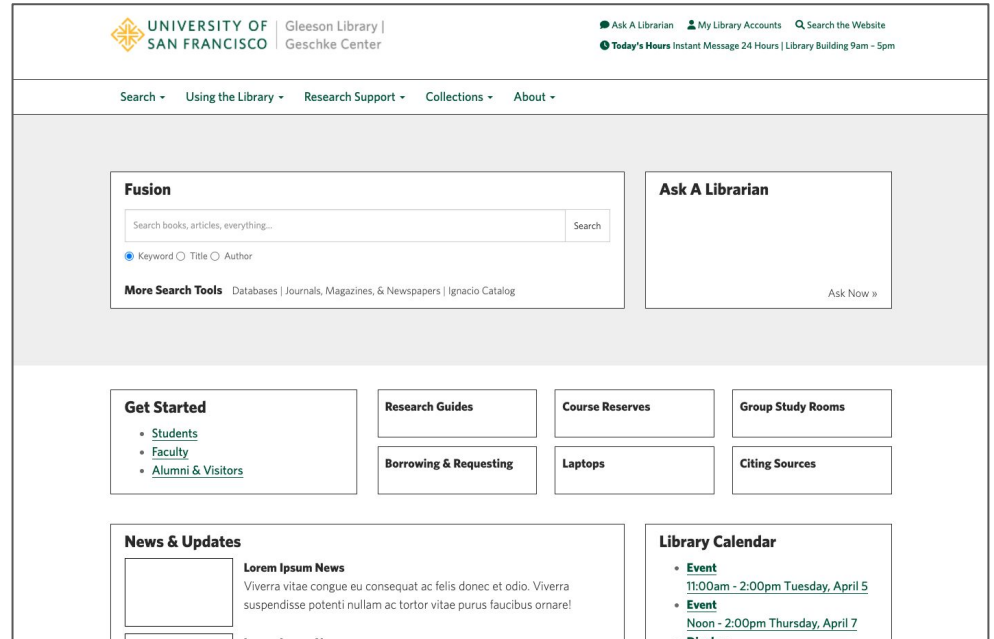 UNIVERSITY OF
SAN FRANCISCO
Gleeson Library |
Geschke Center
Ask A Librarian My Library Accounts Search the Website
Today's Hours Instant Message 24 Hours | Library Building 9am – 5pm
Search Using the Library Research Support Collections About
Fusion
Search books, articles, everything...
Search
Keyword Title Author
More Search Tools Databases | Journals, Magazines, & Newspapers | Ignacio Catalog
Ask A Librarian
Ask Now »
Get Started
Students
Faculty
Alumni & Visitors
Research Guides
Course Reserves
Group Study Rooms
Borrowing & Requesting
Laptops
Citing Sources
News & Updates
Lorem Ipsum News
Viverra vitae congue eu consequat ac felis donec et odio. Viverra
suspendisse potenti nullam ac tortor vitae purus faucibus ornare!
Library Calendar
Event
11:00am - 2:00pm Tuesday, April 5
Event
Noon - 2:00pm Thursday, April 7